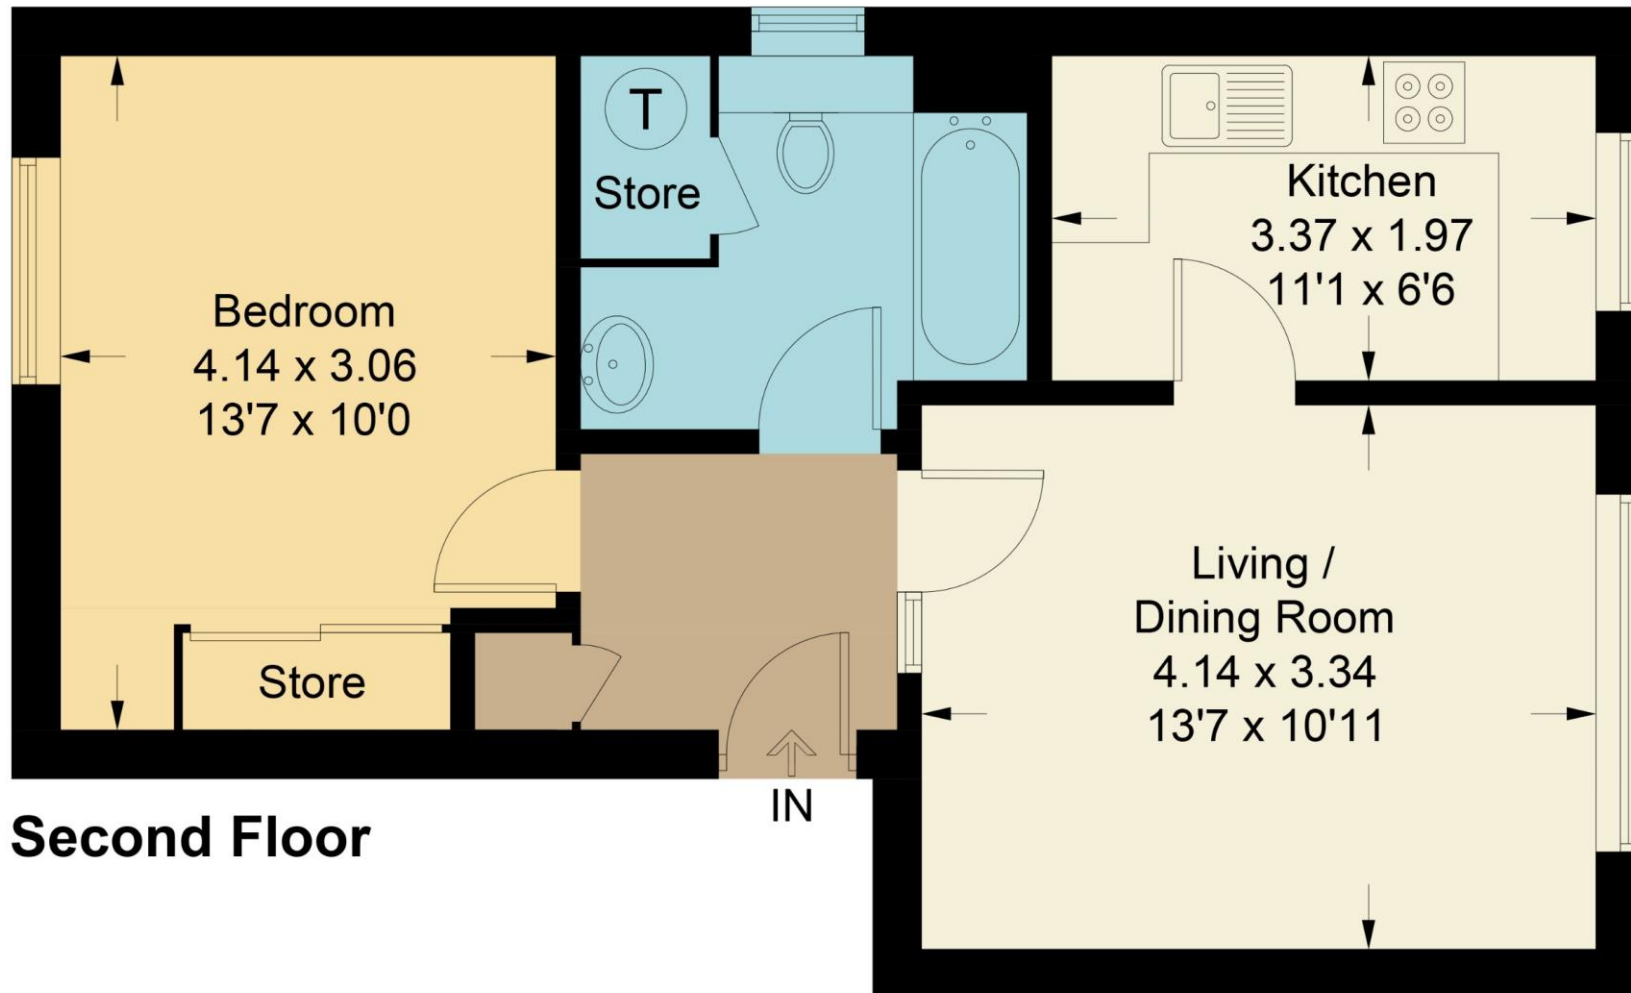 T
Store
Kitchen
3.37 x 1.97
11'1 x 6'6
Bedroom
4.14 x 3.06
13'7 x 10'0
Living /
Dining Room
4.14 x 3.34
13'7 x 10'11
Store
IN
Second Floor